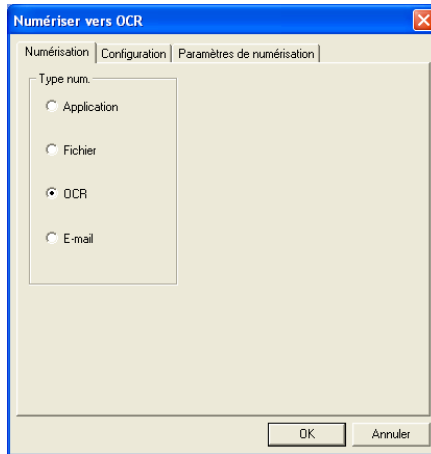 Numériser vers OCR
Numérisation Configuration Paramètres de numérisation
Type num.
Application
Fichier
OCR
E-mail
OK Annuler